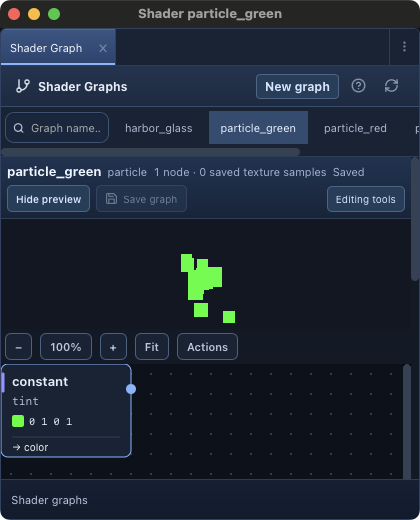 Shader particle_green
Shader Graph
Shader Graphs
New graph
Graph name..
harbor_glass
particle_green
particle_red
particle_green particle 1 node · 0 saved texture samples Saved
Hide preview
Save graph
Editing tools
−
100%
+
Fit
Actions
constant
tint
0 1 0 1
→ color
Shader graphs